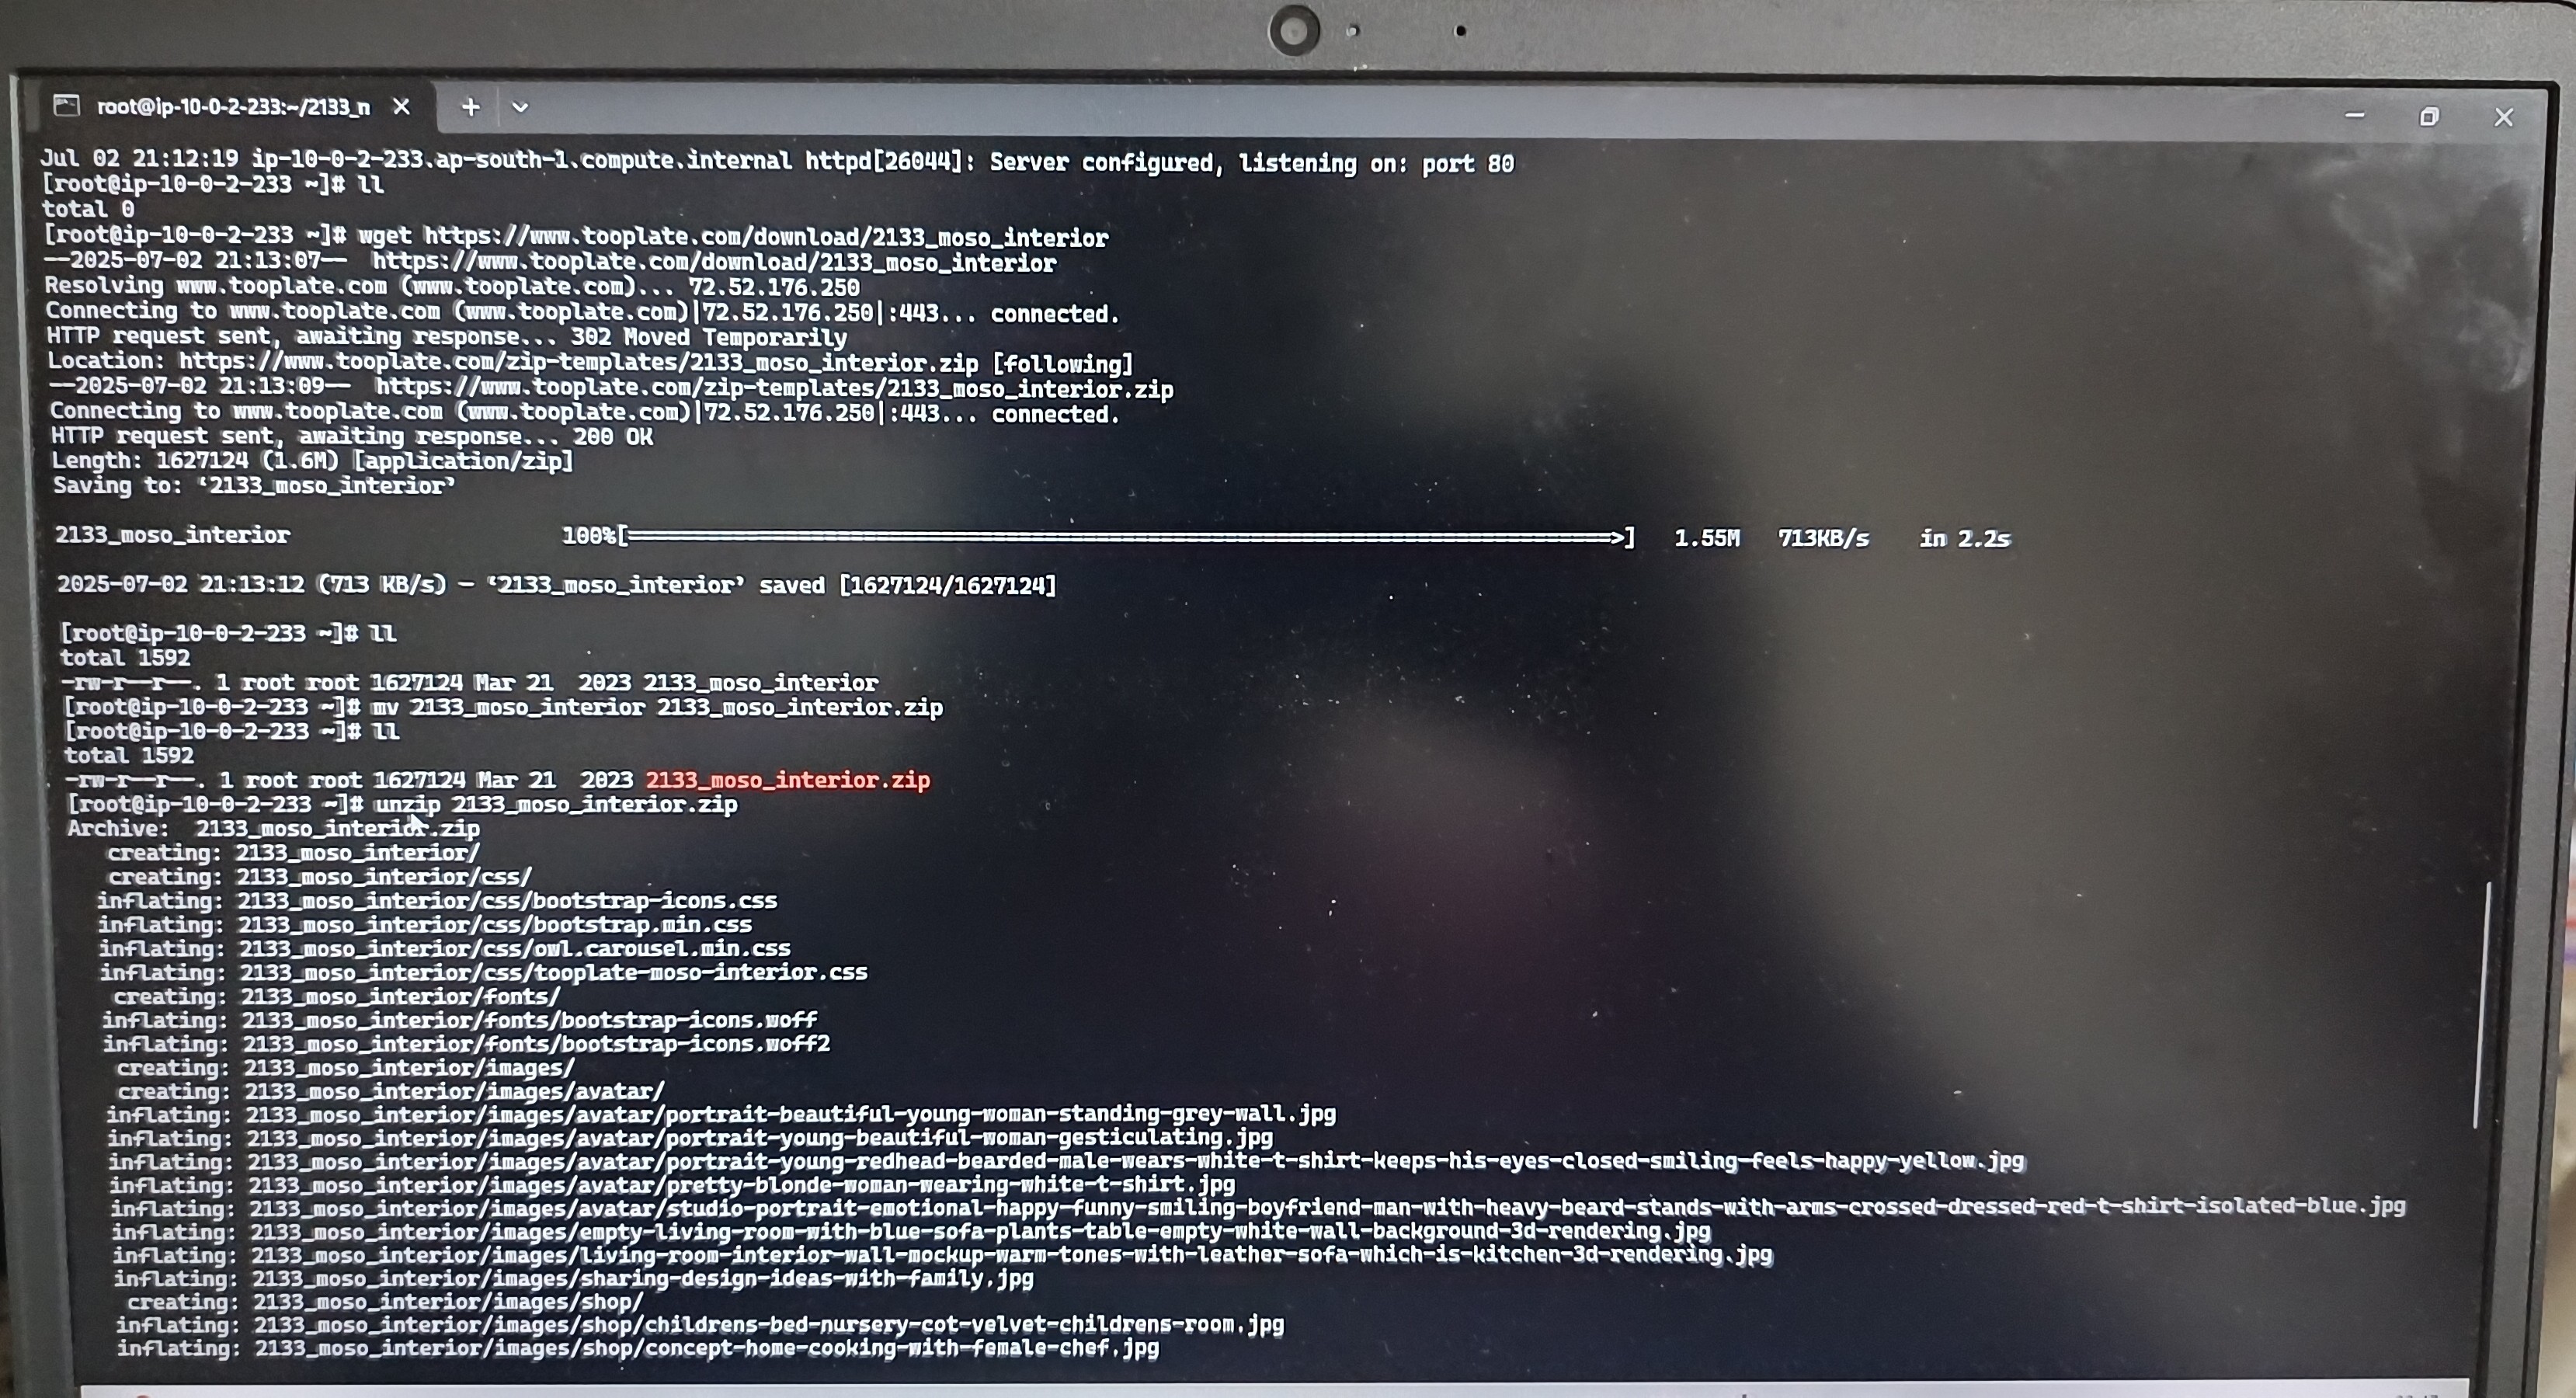 root@ip-10-0-2-233:~/2133_n
Jul 02 21:12:19 ip-10-0-2-233.ap-south-1.compute.internal httpd[26044]: Server configured, listening on: port 80
[root@ip-10-0-2-233 ~]# ll
total 0
[root@ip-10-0-2-233 ~]# wget https://www.tooplate.com/download/2133_moso_interior
--2025-07-02 21:13:07--  https://www.tooplate.com/download/2133_moso_interior
Resolving www.tooplate.com (www.tooplate.com)... 72.52.176.250
Connecting to www.tooplate.com (www.tooplate.com)|72.52.176.250|:443... connected.
HTTP request sent, awaiting response... 302 Moved Temporarily
Location: https://www.tooplate.com/zip-templates/2133_moso_interior.zip [following]
--2025-07-02 21:13:09--  https://www.tooplate.com/zip-templates/2133_moso_interior.zip
Connecting to www.tooplate.com (www.tooplate.com)|72.52.176.250|:443... connected.
HTTP request sent, awaiting response... 200 OK
Length: 1627124 (1.6M) [application/zip]
Saving to: ‘2133_moso_interior’
2133_moso_interior 100%[===================>] 1.55M 713KB/s in 2.2s
2025-07-02 21:13:12 (713 KB/s) - ‘2133_moso_interior’ saved [1627124/1627124]
[root@ip-10-0-2-233 ~]# ll
total 1592
-rw-r--r--. 1 root root 1627124 Mar 21  2023 2133_moso_interior
[root@ip-10-0-2-233 ~]# mv 2133_moso_interior 2133_moso_interior.zip
[root@ip-10-0-2-233 ~]# ll
total 1592
-rw-r--r--. 1 root root 1627124 Mar 21  2023 2133_moso_interior.zip
[root@ip-10-0-2-233 ~]# unzip 2133_moso_interior.zip
Archive:  2133_moso_interior.zip
creating: 2133_moso_interior/
creating: 2133_moso_interior/css/
inflating: 2133_moso_interior/css/bootstrap-icons.css
inflating: 2133_moso_interior/css/bootstrap.min.css
inflating: 2133_moso_interior/css/owl.carousel.min.css
inflating: 2133_moso_interior/css/tooplate-moso-interior.css
creating: 2133_moso_interior/fonts/
inflating: 2133_moso_interior/fonts/bootstrap-icons.woff
inflating: 2133_moso_interior/fonts/bootstrap-icons.woff2
creating: 2133_moso_interior/images/
creating: 2133_moso_interior/images/avatar/
inflating: 2133_moso_interior/images/avatar/portrait-beautiful-young-woman-standing-grey-wall.jpg
inflating: 2133_moso_interior/images/avatar/portrait-young-beautiful-woman-gesticulating.jpg
inflating: 2133_moso_interior/images/avatar/portrait-young-redhead-bearded-male-wears-white-t-shirt-keeps-his-eyes-closed-smiling-feels-happy-yellow.jpg
inflating: 2133_moso_interior/images/avatar/pretty-blonde-woman-wearing-white-t-shirt.jpg
inflating: 2133_moso_interior/images/avatar/studio-portrait-emotional-happy-funny-smiling-boyfriend-man-with-heavy-beard-stands-with-arms-crossed-dressed-red-t-shirt-isolated-blue.jpg
inflating: 2133_moso_interior/images/empty-living-room-with-blue-sofa-plants-table-empty-white-wall-background-3d-rendering.jpg
inflating: 2133_moso_interior/images/living-room-interior-wall-mockup-warm-tones-with-leather-sofa-which-is-kitchen-3d-rendering.jpg
inflating: 2133_moso_interior/images/sharing-design-ideas-with-family.jpg
creating: 2133_moso_interior/images/shop/
inflating: 2133_moso_interior/images/shop/childrens-bed-nursery-cot-velvet-childrens-room.jpg
inflating: 2133_moso_interior/images/shop/concept-home-cooking-with-female-chef.jpg